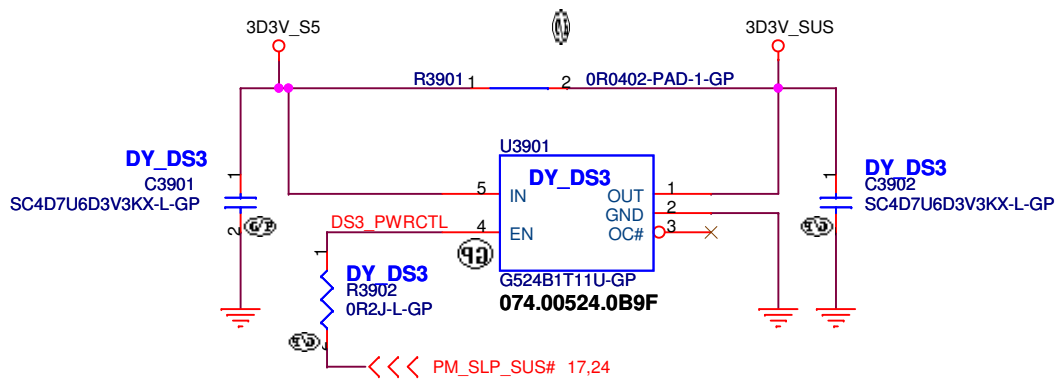 3D3V_S5
3D3V_SUS
R3901 1 2 0R0402-PAD-1-GP
U3901
DY_DS3
C3901
SC4D7U6D3V3KX-L-GP
1
2
DY_DS3
5 IN
OUT 1
GND 2
4 EN
OC# 3
DY_DS3
C3902
SC4D7U6D3V3KX-L-GP
1
DS3_PWRCTL
G524B1T11U-GP
074.00524.0B9F
1
DY_DS3
R3902
0R2J-L-GP
PM_SLP_SUS# 17,24